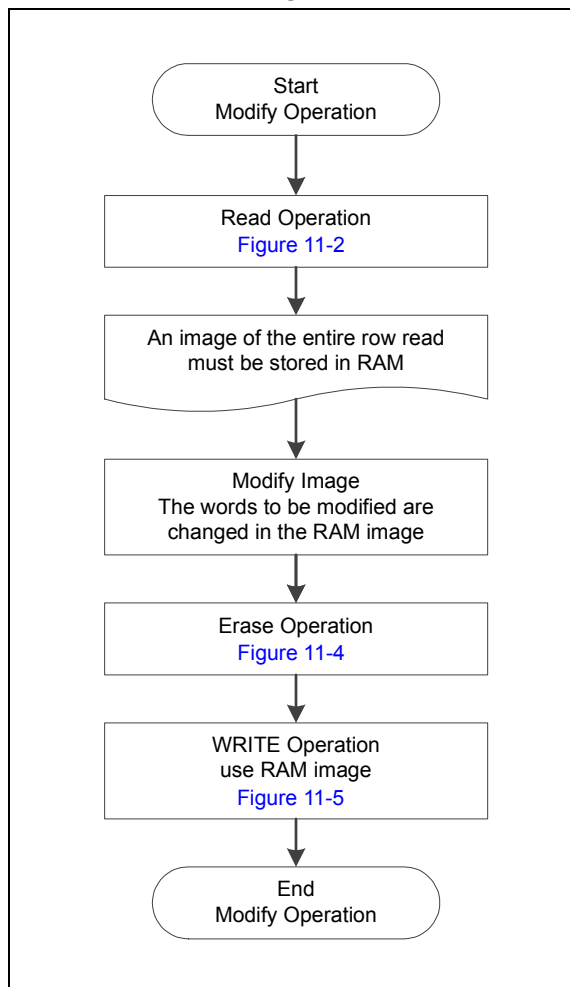 Start
Modify Operation
Read Operation
Figure 11-2
An image of the entire row read
must be stored in RAM
Modify Image
The words to be modified are
changed in the RAM image
Erase Operation
Figure 11-4
WRITE Operation
use RAM image
Figure 11-5
End
Modify Operation